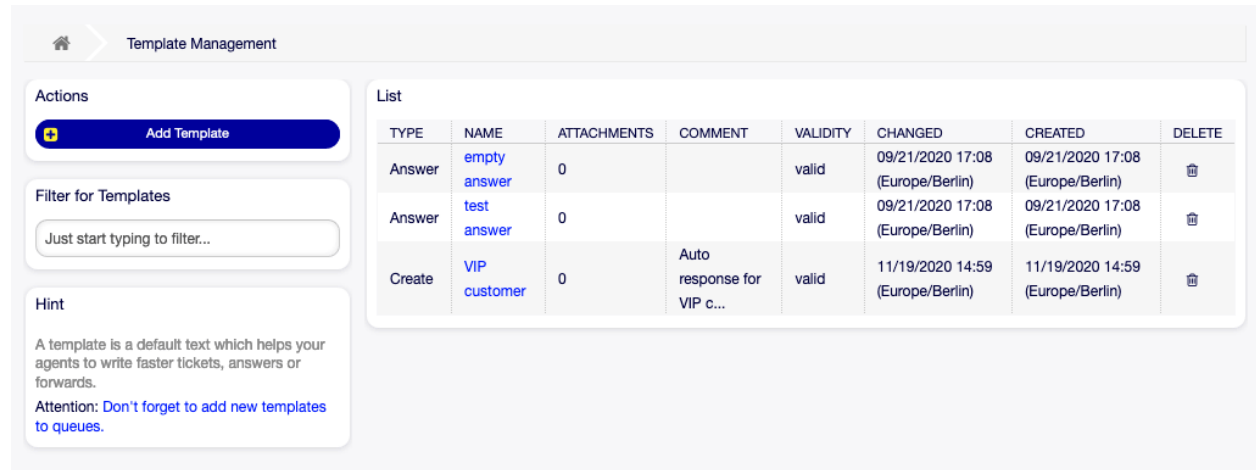 Template Management
Actions
Add Template
Filter for Templates
Just start typing to filter...
Hint
A template is a default text which helps your
agents to write faster tickets, answers or
forwards.
Attention: Don't forget to add new templates
to queues.
List
TYPE NAME ATTACHMENTS COMMENT VALIDITY CHANGED CREATED DELETE
Answer empty answer 0 valid 09/21/2020 17:08 (Europe/Berlin) 09/21/2020 17:08 (Europe/Berlin)
Answer test answer 0 valid 09/21/2020 17:08 (Europe/Berlin) 09/21/2020 17:08 (Europe/Berlin)
Create VIP customer 0 Auto response for VIP c... valid 11/19/2020 14:59 (Europe/Berlin) 11/19/2020 14:59 (Europe/Berlin)